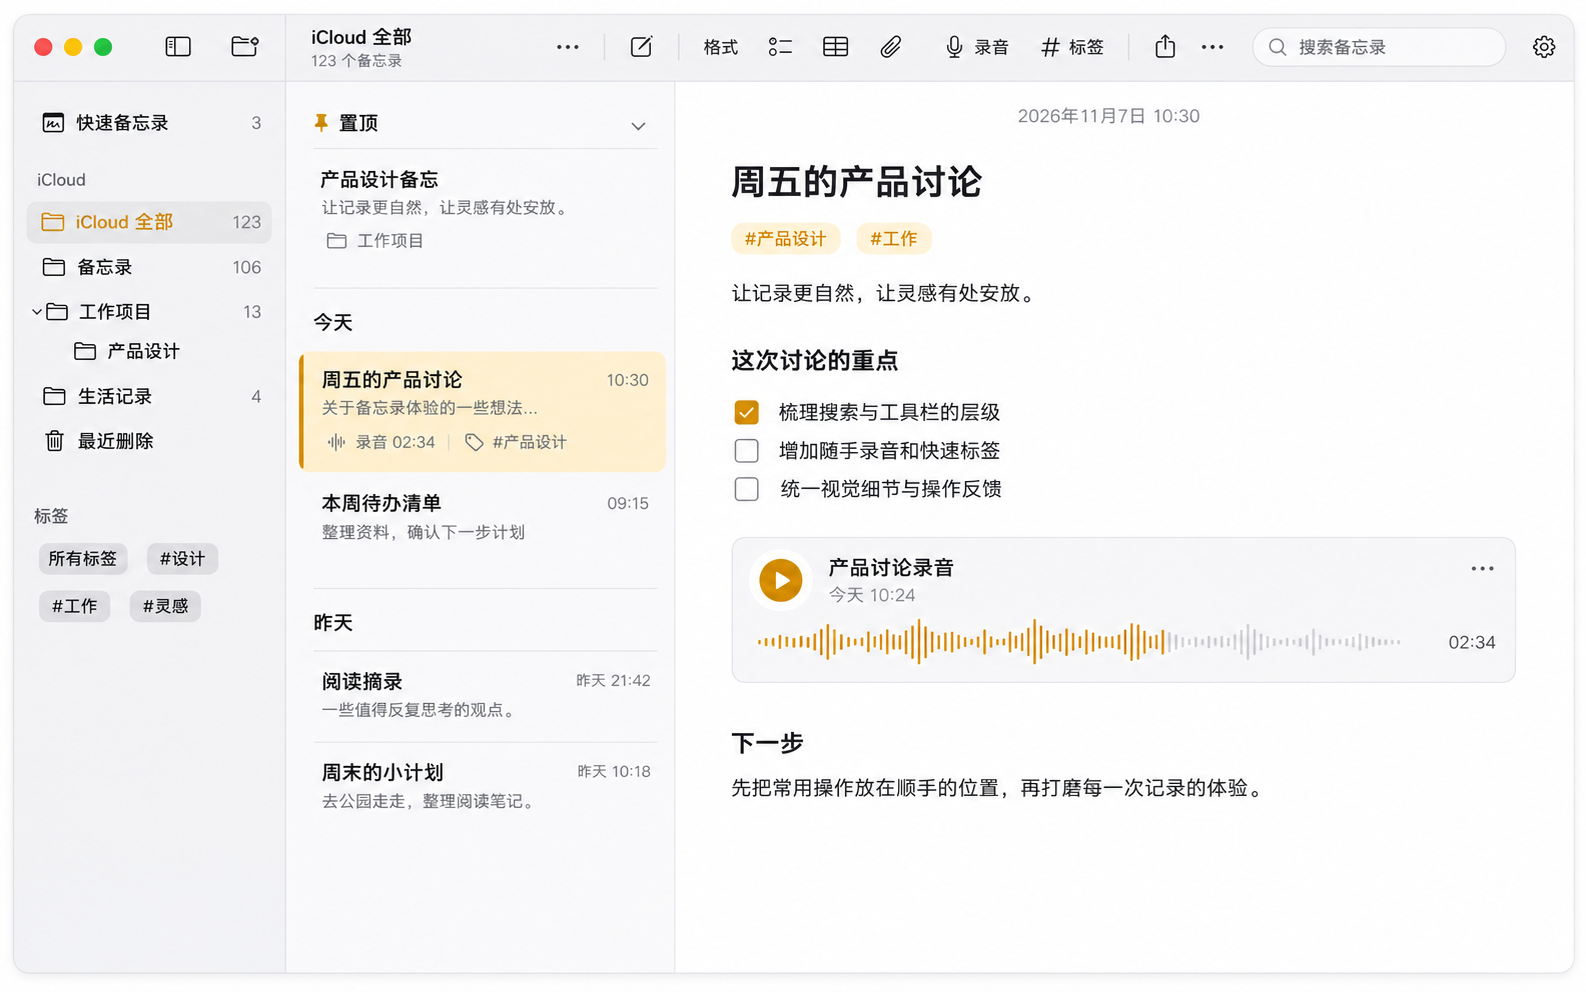 iCloud 全部
123 个备忘录
格式
录音
标签
搜索备忘录
快速备忘录 3
iCloud
iCloud 全部 123
备忘录 106
工作项目 13
产品设计
生活记录 4
最近删除
标签
所有标签 #设计
#工作 #灵感
置顶
产品设计备忘
让记录更自然，让灵感有处安放。
工作项目
今天
周五的产品讨论 10:30
关于备忘录体验的一些想法...
录音 02:34 #产品设计
本周待办清单 09:15
整理资料，确认下一步计划
昨天
阅读摘录 昨天 21:42
一些值得反复思考的观点。
周末的小计划 昨天 10:18
去公园走走，整理阅读笔记。
2026年11月7日 10:30
周五的产品讨论
#产品设计 #工作
让记录更自然，让灵感有处安放。
这次讨论的重点
梳理搜索与工具栏的层级
增加随手录音和快速标签
统一视觉细节与操作反馈
产品讨论录音
今天 10:24
02:34
下一步
先把常用操作放在顺手的位置，再打磨每一次记录的体验。